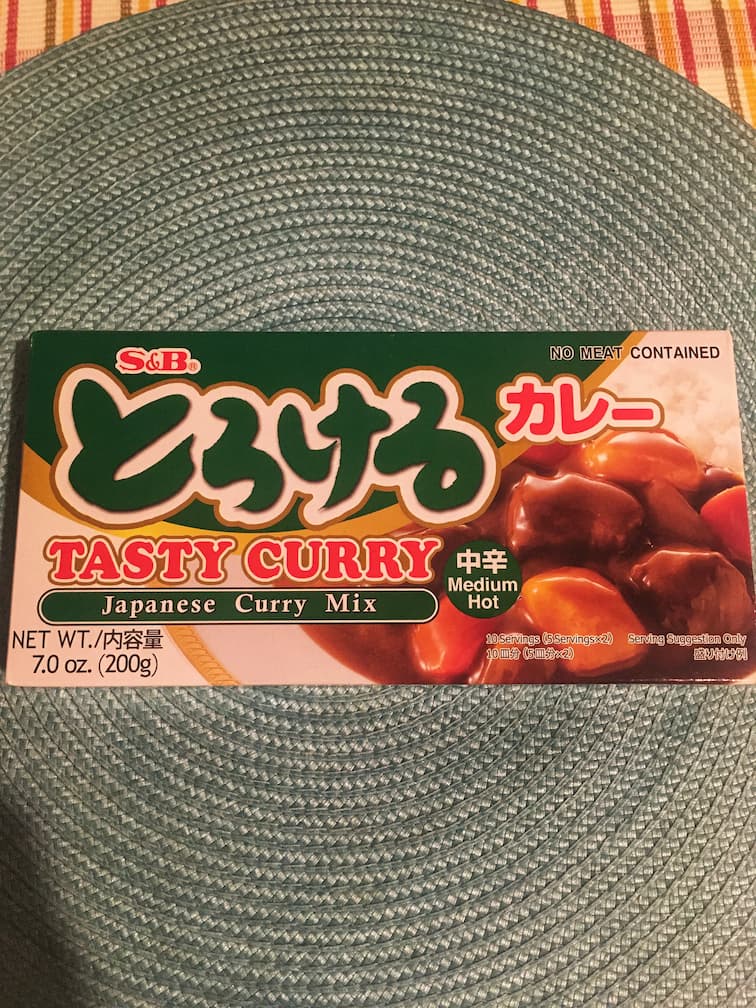 S&B®
NO MEAT CONTAINED
とろける
カレー
TASTY CURRY
Japanese Curry Mix
中辛
Medium
Hot
NET WT./内容量
7.0 oz. (200g)
10 Servings (5 Servings×2)
10皿分 (5皿分×2)
Serving Suggestion Only
盛り付け例